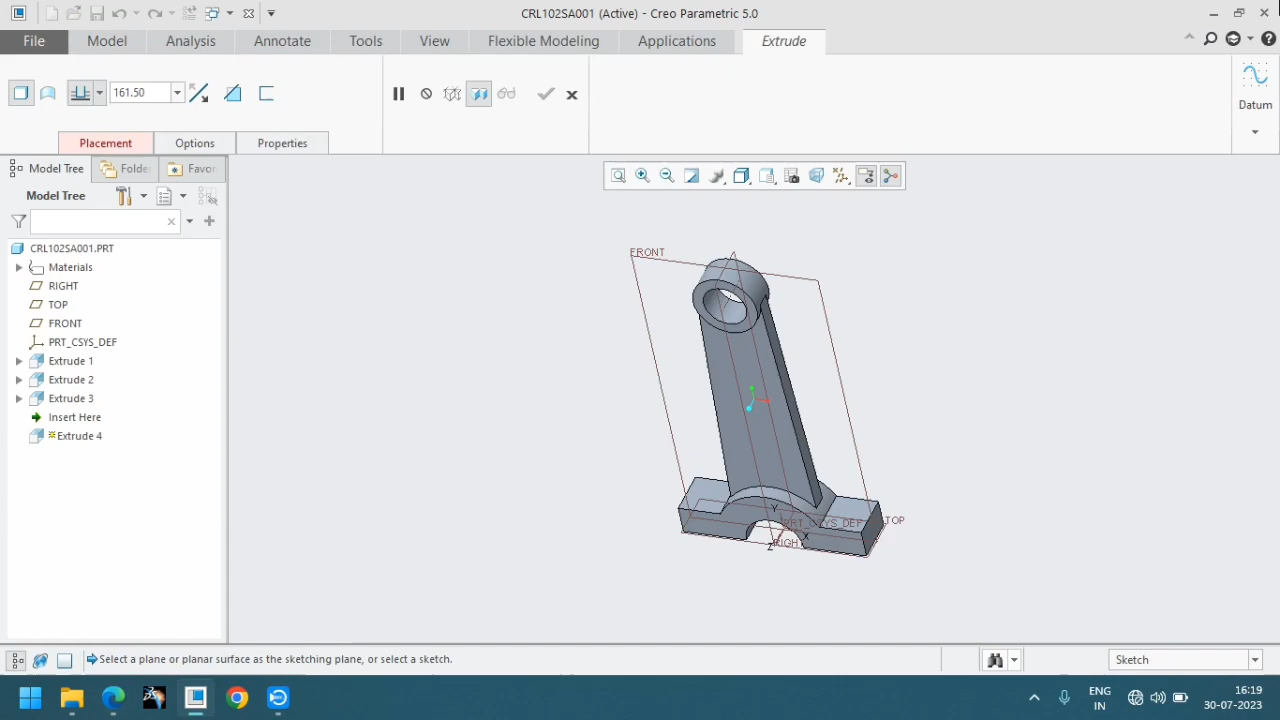 CRL102SA001 (Active) - Creo Parametric 5.0
File Model Analysis Annotate Tools View Flexible Modeling Applications Extrude
161.50
Datum
Placement Options Properties
Model Tree Folde Favor
Model Tree
CRL102SA001.PRT
Materials
RIGHT
TOP
FRONT
PRT_CSYS_DEF
Extrude 1
Extrude 2
Extrude 3
Insert Here
Extrude 4
FRONT
Y
PRT_CSYS_DEF
TOP
X
Z
RIGH
Select a plane or planar surface as the sketching plane, or select a sketch.
Sketch
ENG
IN
16:19
30-07-2023